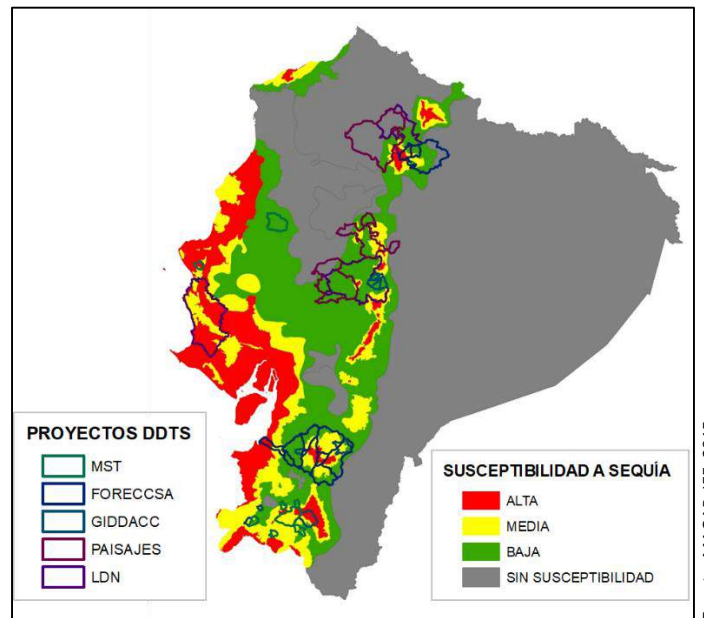 PROYECTOS DDTS
MST
FORECCSA
GIDDACC
PAISAJES
LDN
SUSCEPTIBILIDAD A SEQUÍA
ALTA
MEDIA
BAJA
SIN SUSCEPTIBILIDAD